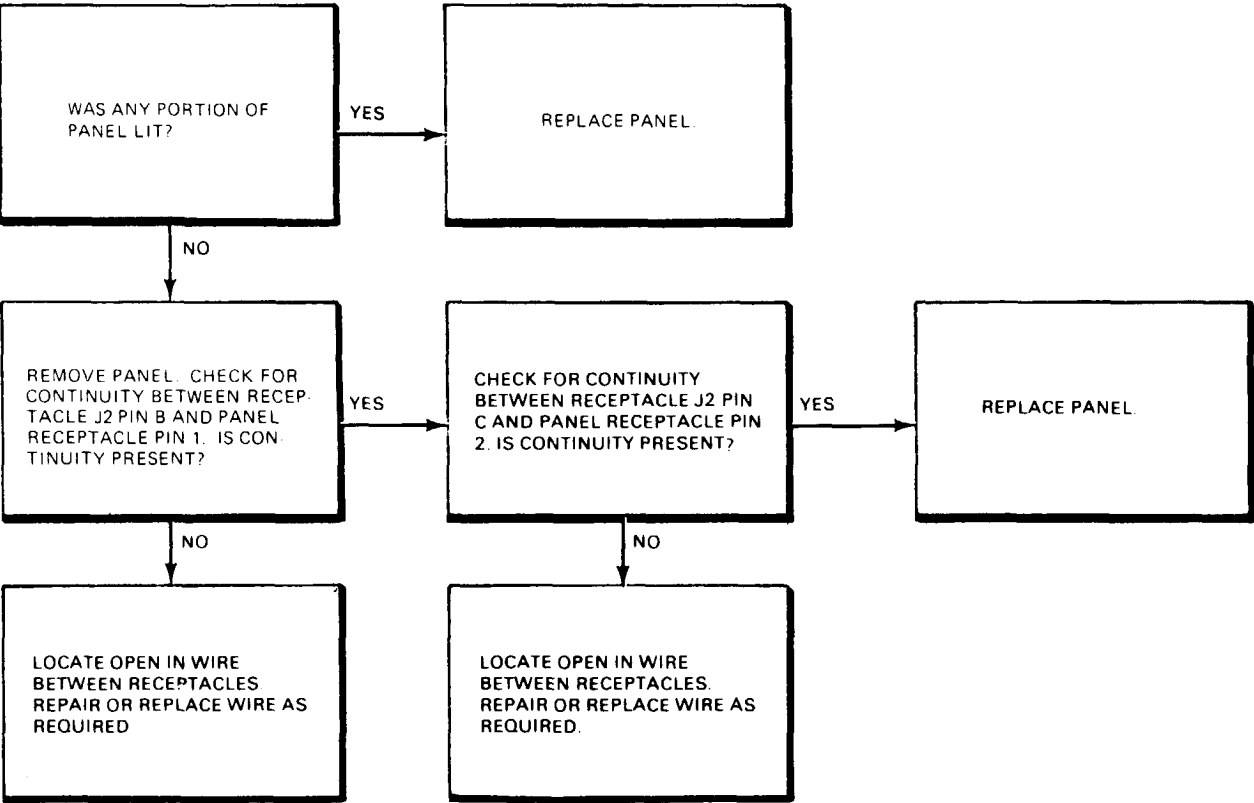 WAS ANY PORTION OF
PANEL LIT?
YES
REPLACE PANEL.
NO
REMOVE PANEL. CHECK FOR
CONTINUITY BETWEEN RECEP-
TACLE J2 PIN B AND PANEL
RECEPTACLE PIN 1. IS CON-
TINUITY PRESENT?
YES
CHECK FOR CONTINUITY
BETWEEN RECEPTACLE J2 PIN
C AND PANEL RECEPTACLE PIN
2. IS CONTINUITY PRESENT?
YES
REPLACE PANEL.
NO
LOCATE OPEN IN WIRE
BETWEEN RECEPTACLES.
REPAIR OR REPLACE WIRE AS
REQUIRED
NO
LOCATE OPEN IN WIRE
BETWEEN RECEPTACLES.
REPAIR OR REPLACE WIRE AS
REQUIRED.